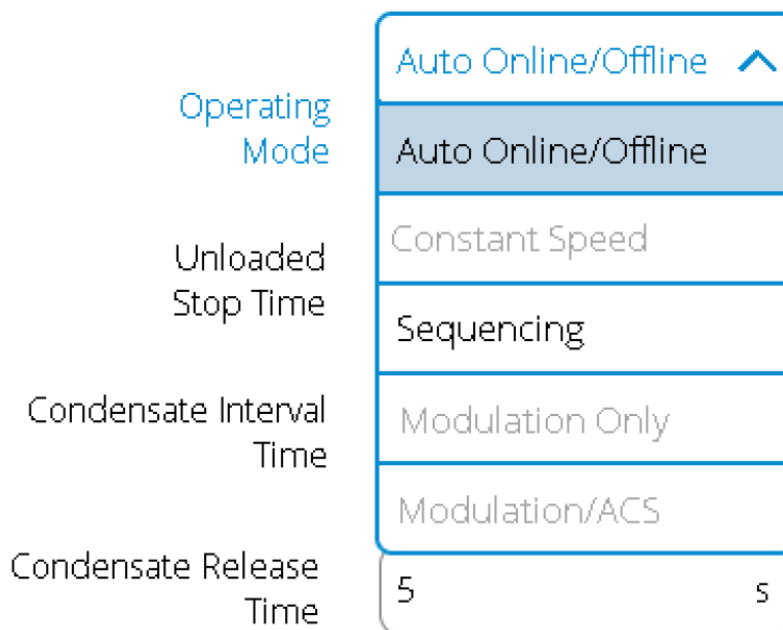 Auto Online/Offline
Operating
Mode
Auto Online/Offline
Constant Speed
Unloaded
Stop Time
Sequencing
Condensate Interval
Time
Modulation Only
Modulation/ACS
Condensate Release
Time
5 s